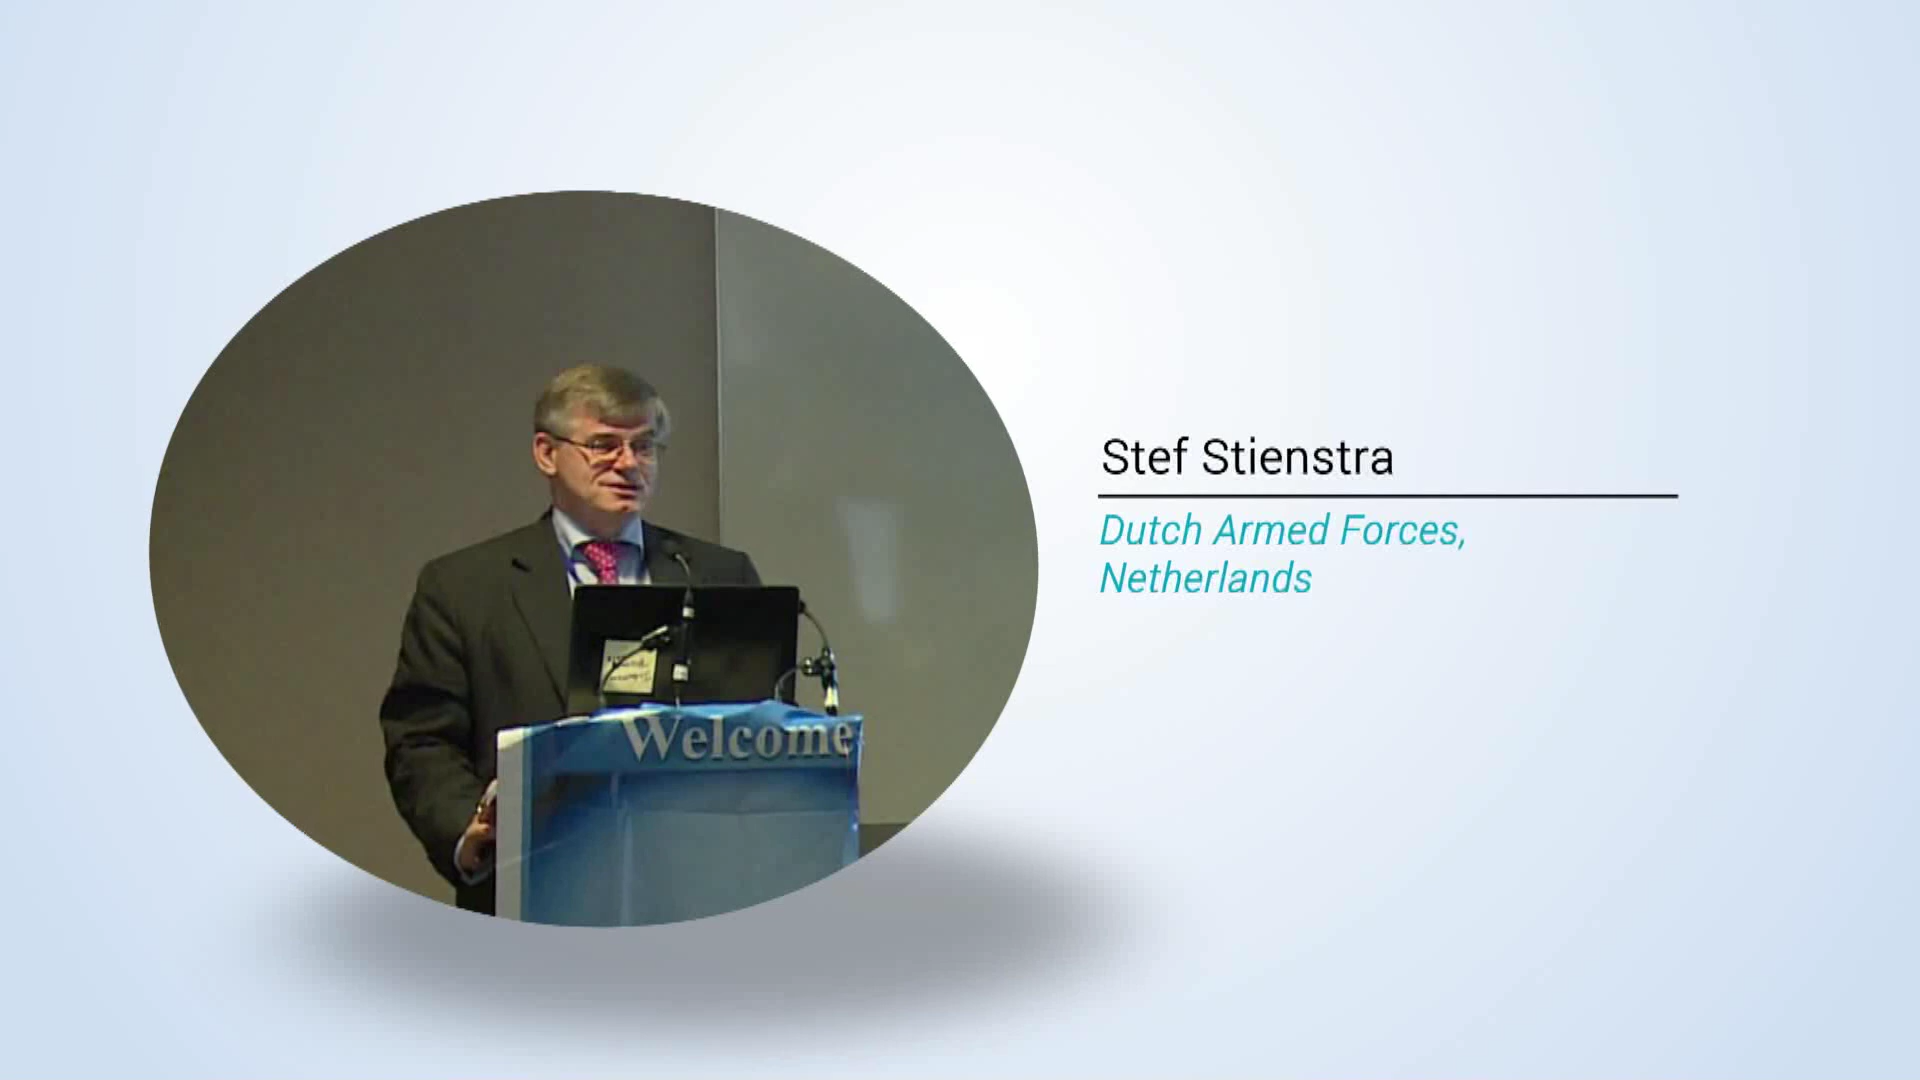 Stef Stienstra
Dutch Armed Forces,
Netherlands
Welcome